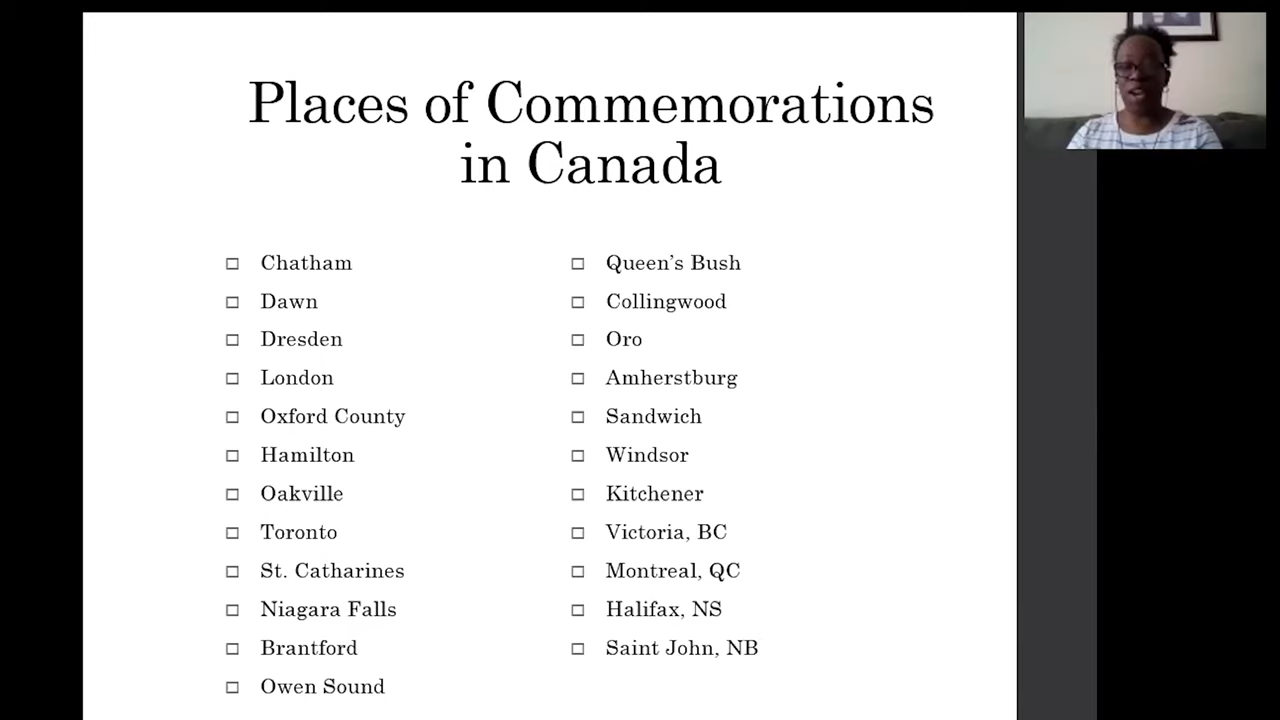 Places of Commemorations
in Canada
Chatham
Dawn
Dresden
London
Oxford County
Hamilton
Oakville
Toronto
St. Catharines
Niagara Falls
Brantford
Owen Sound
Queen's Bush
Collingwood
Oro
Amherstburg
Sandwich
Windsor
Kitchener
Victoria, BC
Montreal, QC
Halifax, NS
Saint John, NB